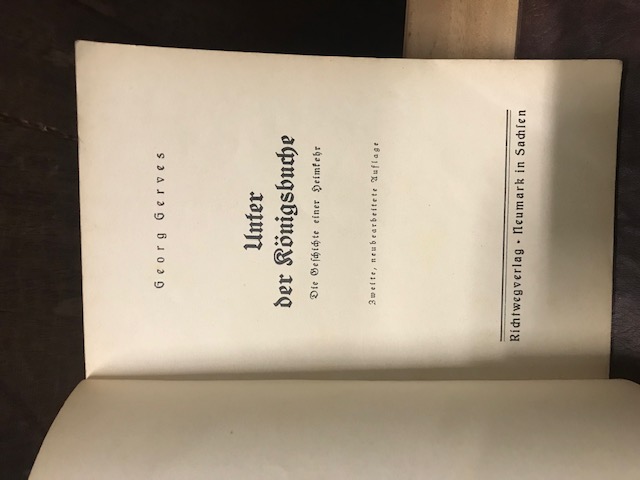 Georg Gerves
Unter
der Königsbuche
Die Geschichte einer Heimkehr
Zweite, neubearbeitete Auflage
Richtwegverlag · Neumark in Sachsen